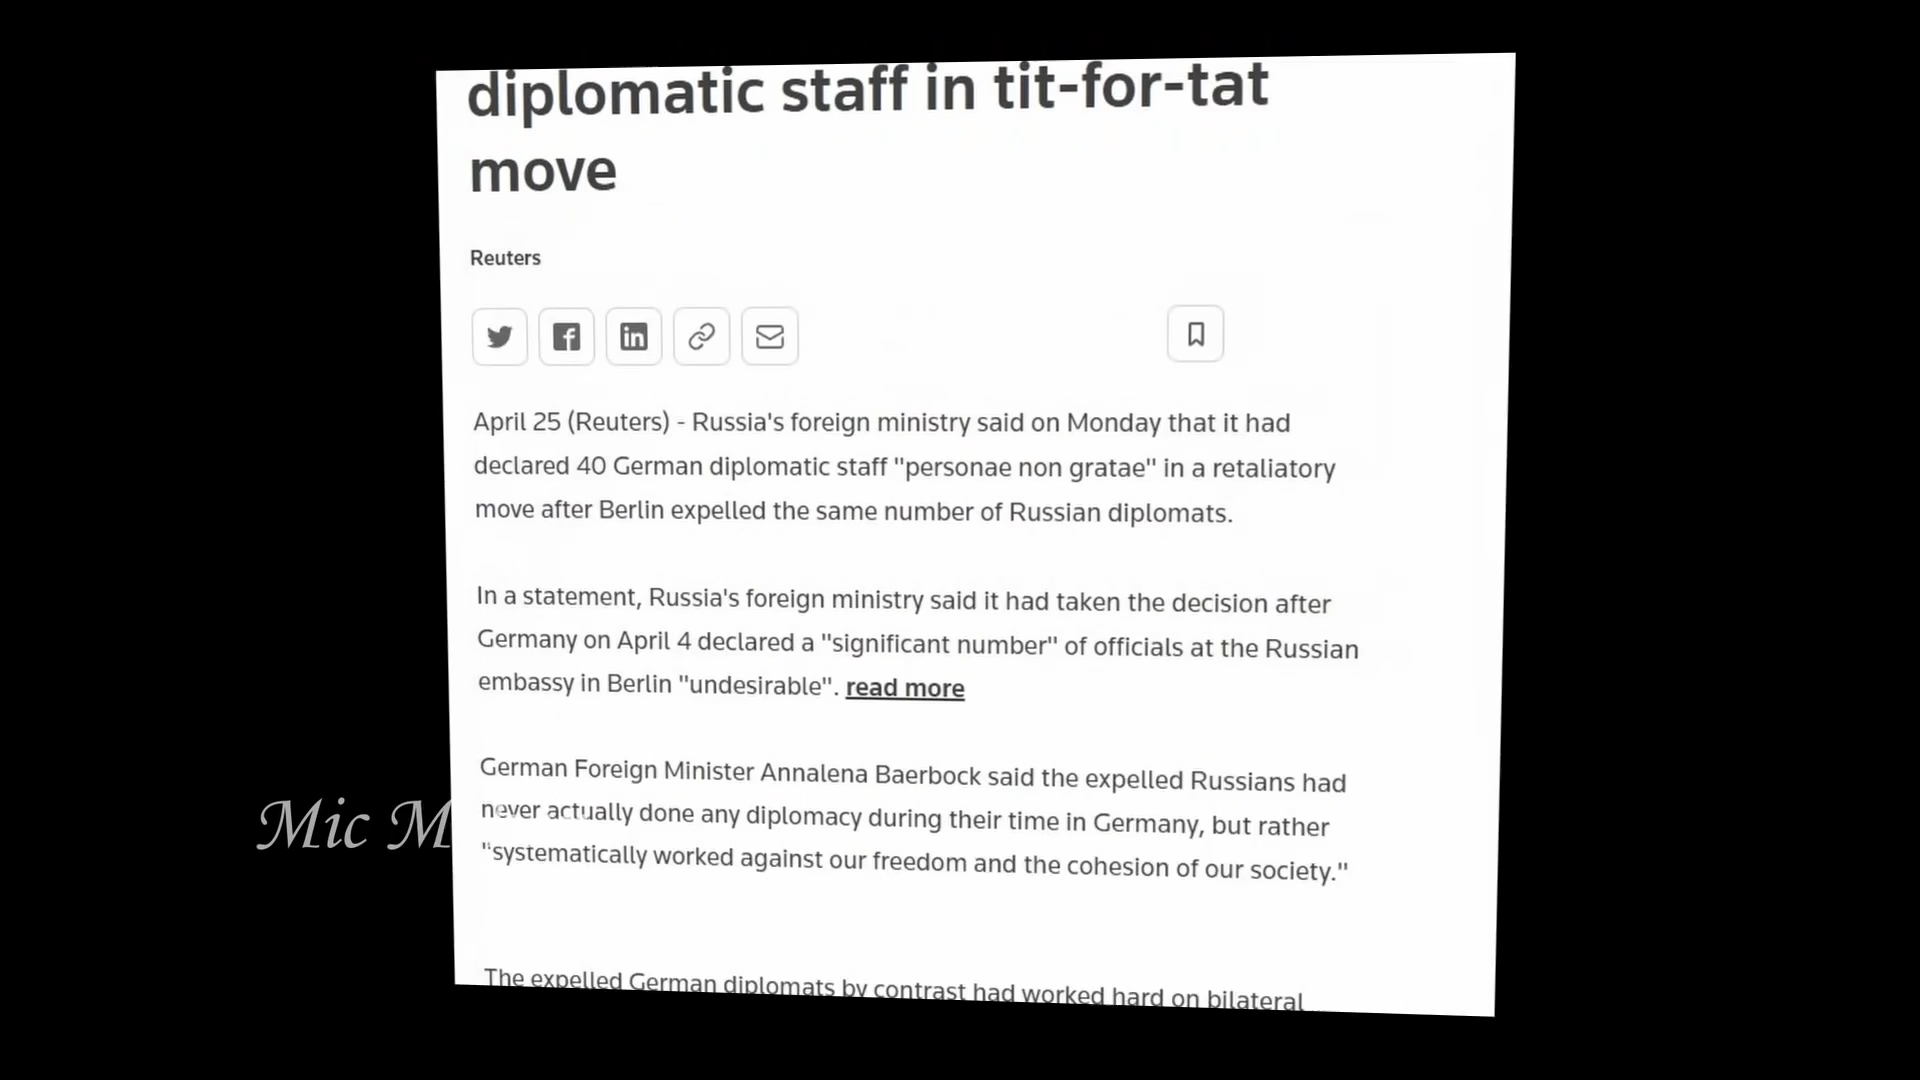 diplomatic staff in tit-for-tat
move
Reuters
April 25 (Reuters) - Russia's foreign ministry said on Monday that it had
declared 40 German diplomatic staff "personae non gratae" in a retaliatory
move after Berlin expelled the same number of Russian diplomats.
In a statement, Russia's foreign ministry said it had taken the decision after
Germany on April 4 declared a "significant number" of officials at the Russian
embassy in Berlin "undesirable". read more
German Foreign Minister Annalena Baerbock said the expelled Russians had
never actually done any diplomacy during their time in Germany, but rather
"systematically worked against our freedom and the cohesion of our society."
The expelled German diplomats by contrast had worked hard on bilateral
Mic M